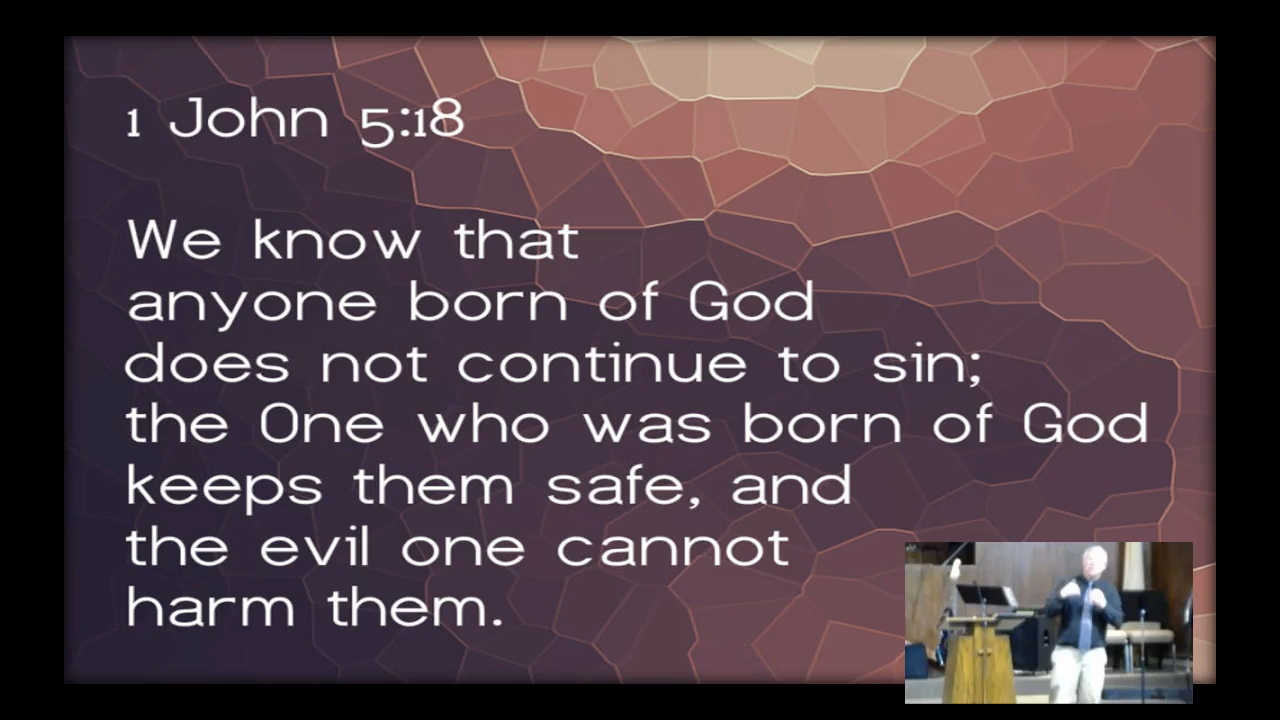 1 John 5:18
We know that
anyone born of God
does not continue to sin;
the One who was born of God
keeps them safe, and
the evil one cannot
harm them.